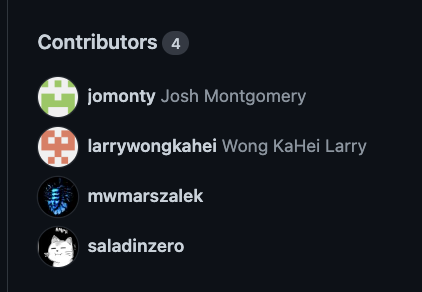 Contributors 4
jomonty Josh Montgomery
larrywongkahei Wong KaHei Larry
mwmarszalek
saladinzero